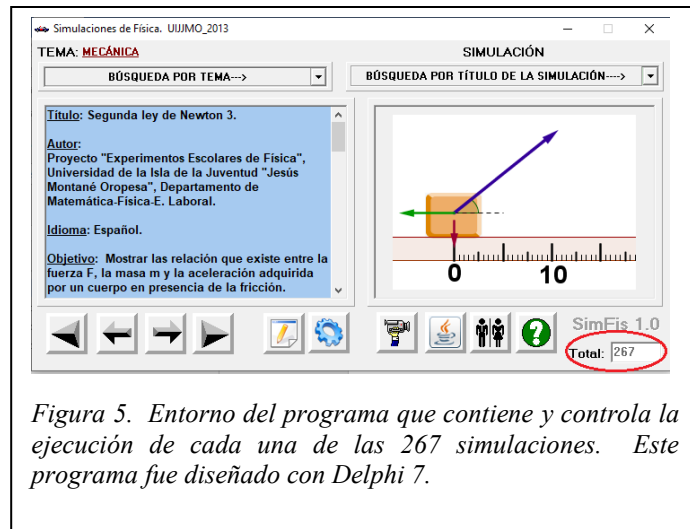 Simulaciones de Física. UIJJMO_2013
TEMA: MECÁNICA
SIMULACIÓN
BÚSQUEDA POR TEMA--->
BÚSQUEDA POR TÍTULO DE LA SIMULACIÓN---->
Título: Segunda ley de Newton 3.
Autor:
Proyecto "Experimentos Escolares de Física",
Universidad de la Isla de la Juventud "Jesús
Montané Oropesa", Departamento de
Matemática-Física-E. Laboral.
Idioma: Español.
Objetivo: Mostrar las relación que existe entre la
fuerza F, la masa m y la aceleración adquirida
por un cuerpo en presencia de la fricción.
0 10
SimFis 1.0
Total: 267
Figura 5. Entorno del programa que contiene y controla la
ejecución de cada una de las 267 simulaciones. Este
programa fue diseñado con Delphi 7.